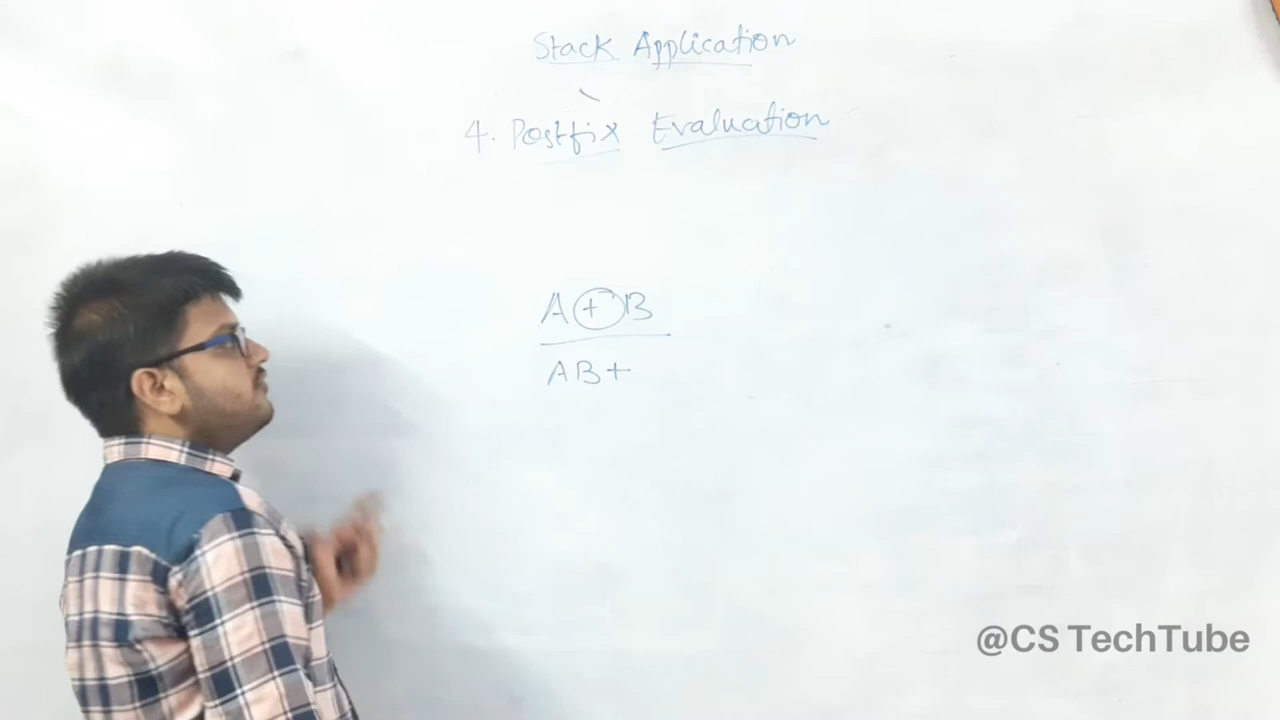 Stack Application
4. Postfix Evaluation
A + B
AB+
@CS TechTube